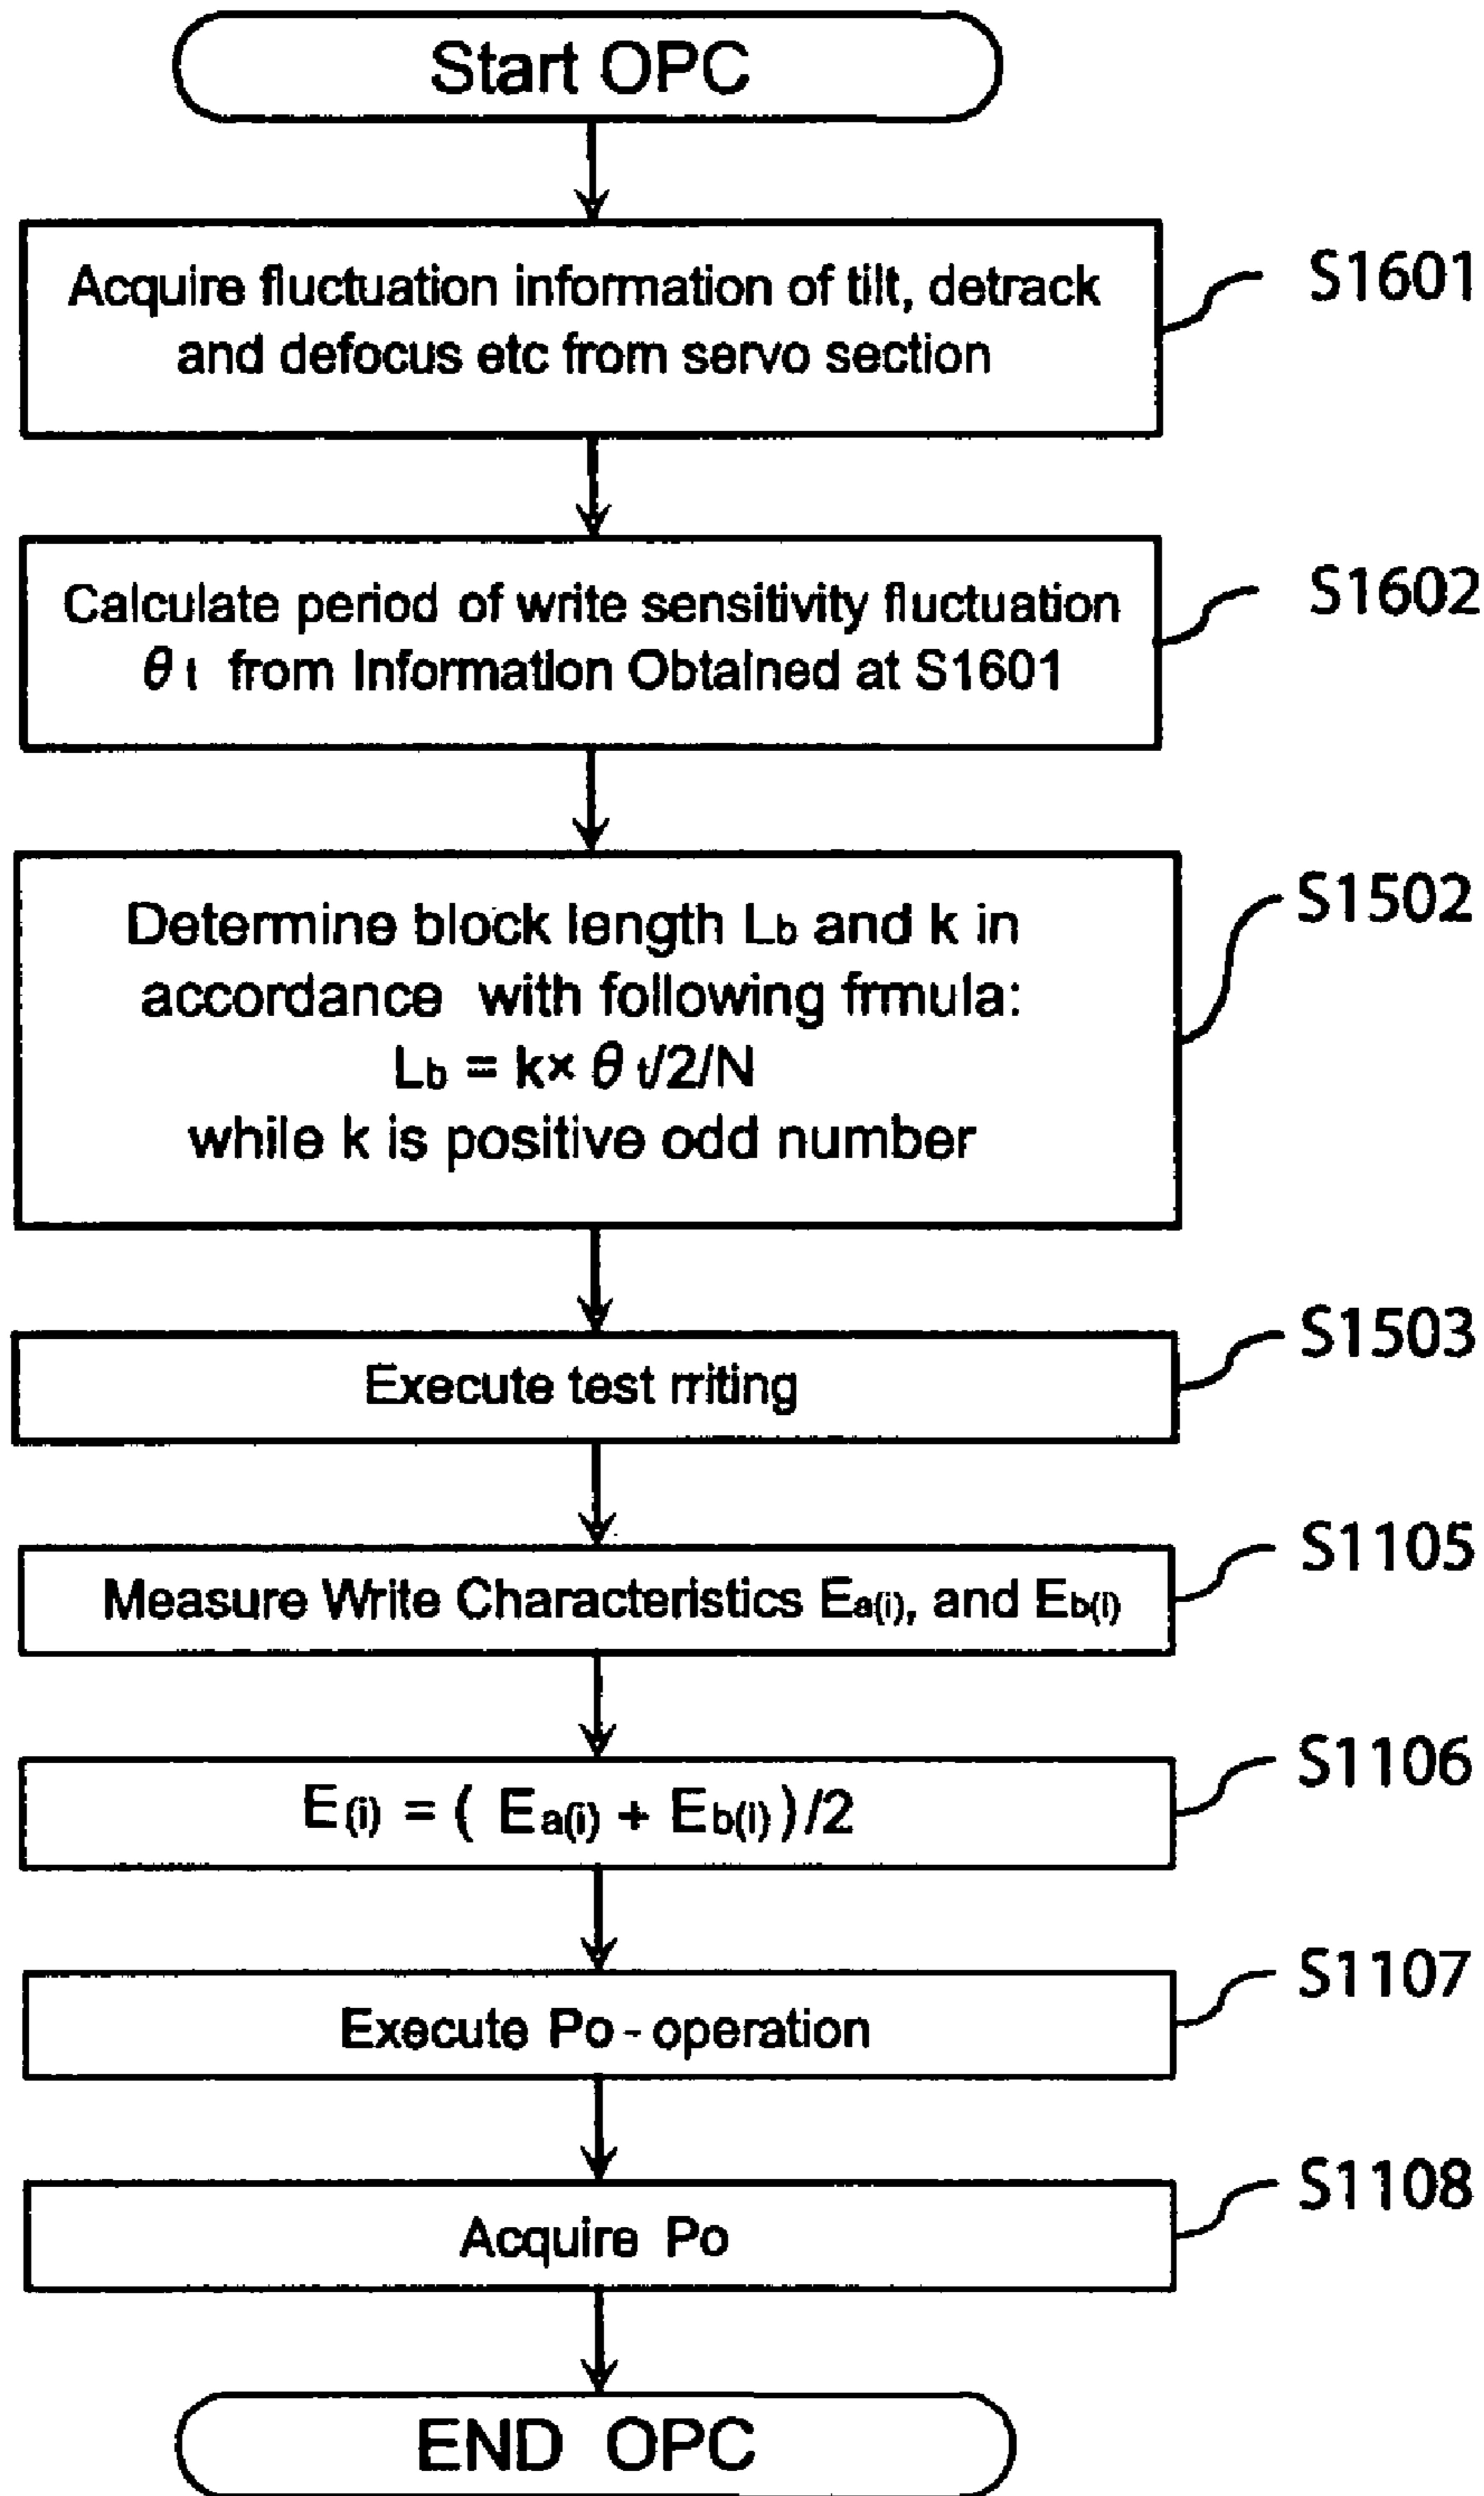 Start OPC
Acquire fluctuation information of tilt, detrack
and defocus etc from servo section
S1601
Calculate period of write sensitivity fluctuation
θt from Information Obtained at S1601
S1602
Determine block length Lb and k in
accordance with following frmula:
Lb = k× θt/2/N
while k is positive odd number
S1502
Execute test rriting
S1503
Measure Write Characteristics Ea(i), and Eb(i)
S1105
E(i) = ( Ea(i) + Eb(i) )/2
S1106
Execute Po - operation
S1107
Acquire Po
S1108
END OPC